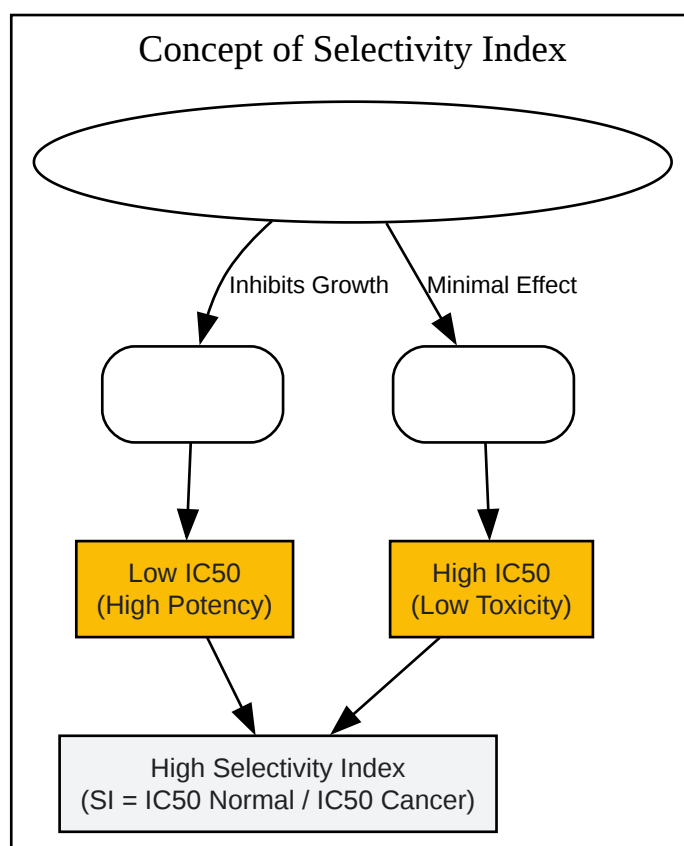 Concept of Selectivity Index
Inhibits Growth
Minimal Effect
Low IC50
(High Potency)
High IC50
(Low Toxicity)
High Selectivity Index
(SI = IC50 Normal / IC50 Cancer)